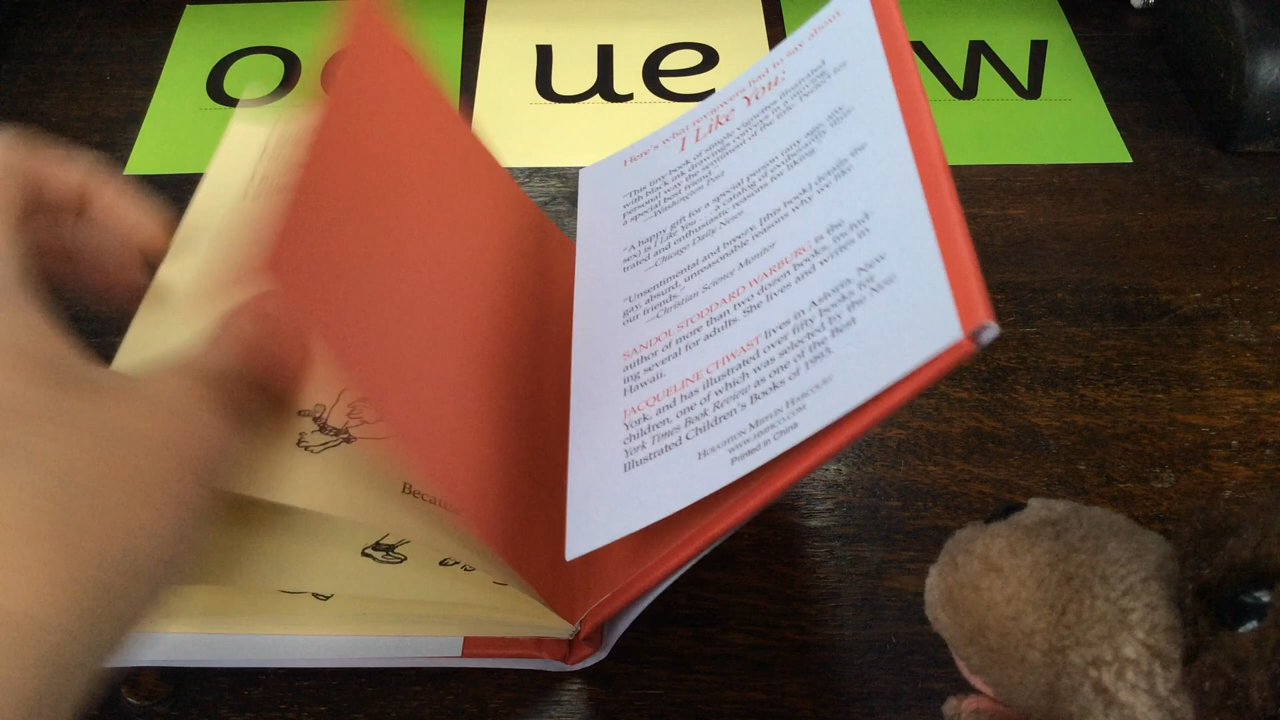 o
ue
w
Here's what reviewers had to say about
I Like You:
"This tiny book of simple vignettes illustrated
with black ink drawings conveys in a moving,
personal way the sentiment of the title. Perfect for
a special best friend."
—Washington Post
"A happy gift for a special person (any age, any
sex) is I Like You . . . a catalog of exuberantly illus-
trated and enthusiastic reasons for liking."
—Chicago Daily News
"Unsentimental and breezy, [this book] details the
gay, absurd, unreasonable reasons why we like
our friends."
—Christian Science Monitor
SANDOL STODDARD WARBURG is the
author of more than two dozen books, includ-
ing several for adults. She lives and writes in
Hawaii.
JACQUELINE CHWAST lives in Astoria, New
York, and has illustrated over fifty books for
children, one of which was selected by the New
York Times Book Review as one of the Best
Illustrated Children's Books of 1993.
HOUGHTON MIFFLIN HARCOURT
WWW.HMHCO.COM
Printed in China